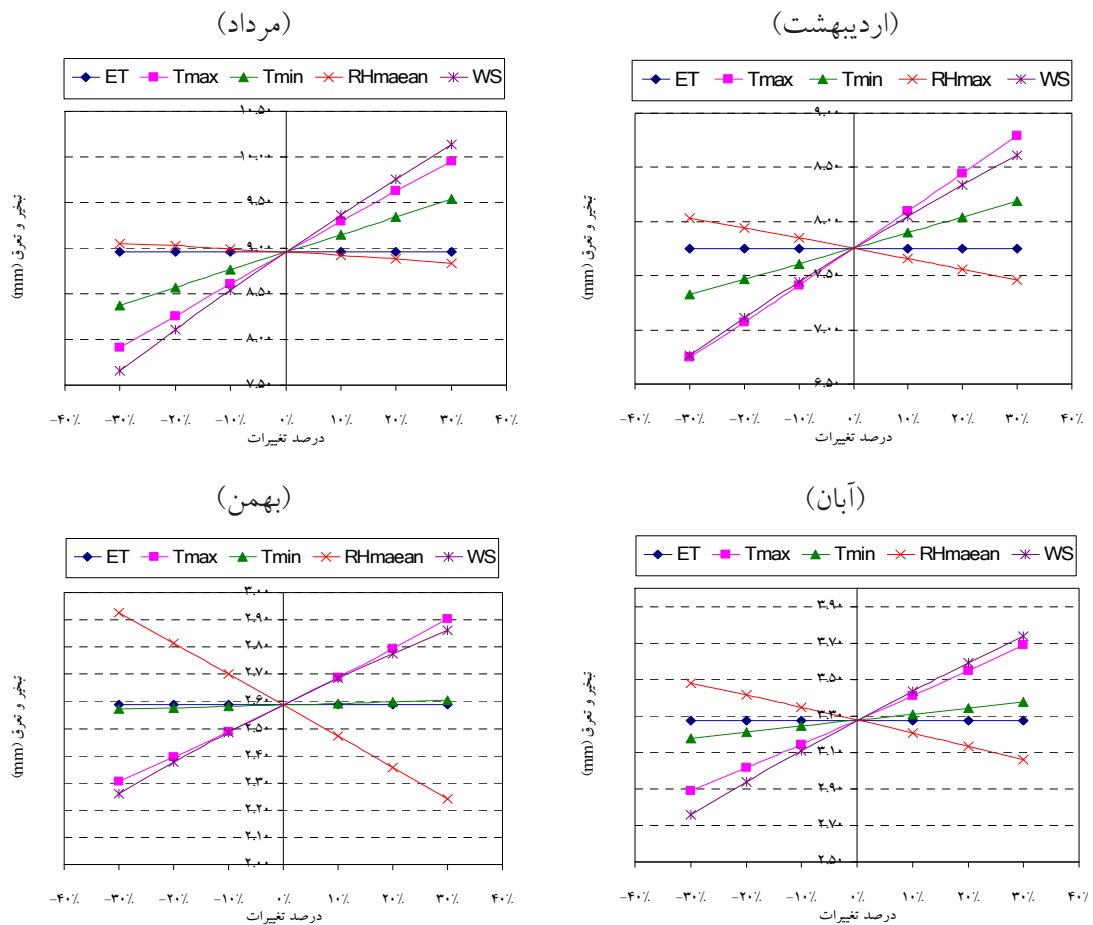 (مرداد)
ET Tmax Tmin RHmaean WS
۱۰.۵۰
۱۰.۰۰
۹.۵۰
۹.۰۰
۸.۵۰
۸.۰۰
۷.۵۰
-۴۰٪ -۳۰٪ -۲۰٪ -۱۰٪ ۰٪ ۱۰٪ ۲۰٪ ۳۰٪ ۴۰٪
درصد تغییرات
تبخیر و تعرق (mm)
(اردیبهشت)
ET Tmax Tmin RHmax WS
۹.۰۰
۸.۵۰
۸.۰۰
۷.۵۰
۷.۰۰
۶.۵۰
-۴۰٪ -۳۰٪ -۲۰٪ -۱۰٪ ۰٪ ۱۰٪ ۲۰٪ ۳۰٪ ۴۰٪
درصد تغییرات
تبخیر و تعرق (mm)
(بهمن)
ET Tmax Tmin RHmaean WS
۳.۰۰
۲.۹۰
۲.۸۰
۲.۷۰
۲.۶۰
۲.۵۰
۲.۴۰
۲.۳۰
۲.۲۰
۲.۱۰
۲.۰۰
-۴۰٪ -۳۰٪ -۲۰٪ -۱۰٪ ۰٪ ۱۰٪ ۲۰٪ ۳۰٪ ۴۰٪
درصد تغییرات
تبخیر و تعرق (mm)
(آبان)
ET Tmax Tmin RHmaean WS
۳.۹۰
۳.۷۰
۳.۵۰
۳.۳۰
۳.۱۰
۲.۹۰
۲.۷۰
۲.۵۰
-۴۰٪ -۳۰٪ -۲۰٪ -۱۰٪ ۰٪ ۱۰٪ ۲۰٪ ۳۰٪ ۴۰٪
درصد تغییرات
تبخیر و تعرق (mm)